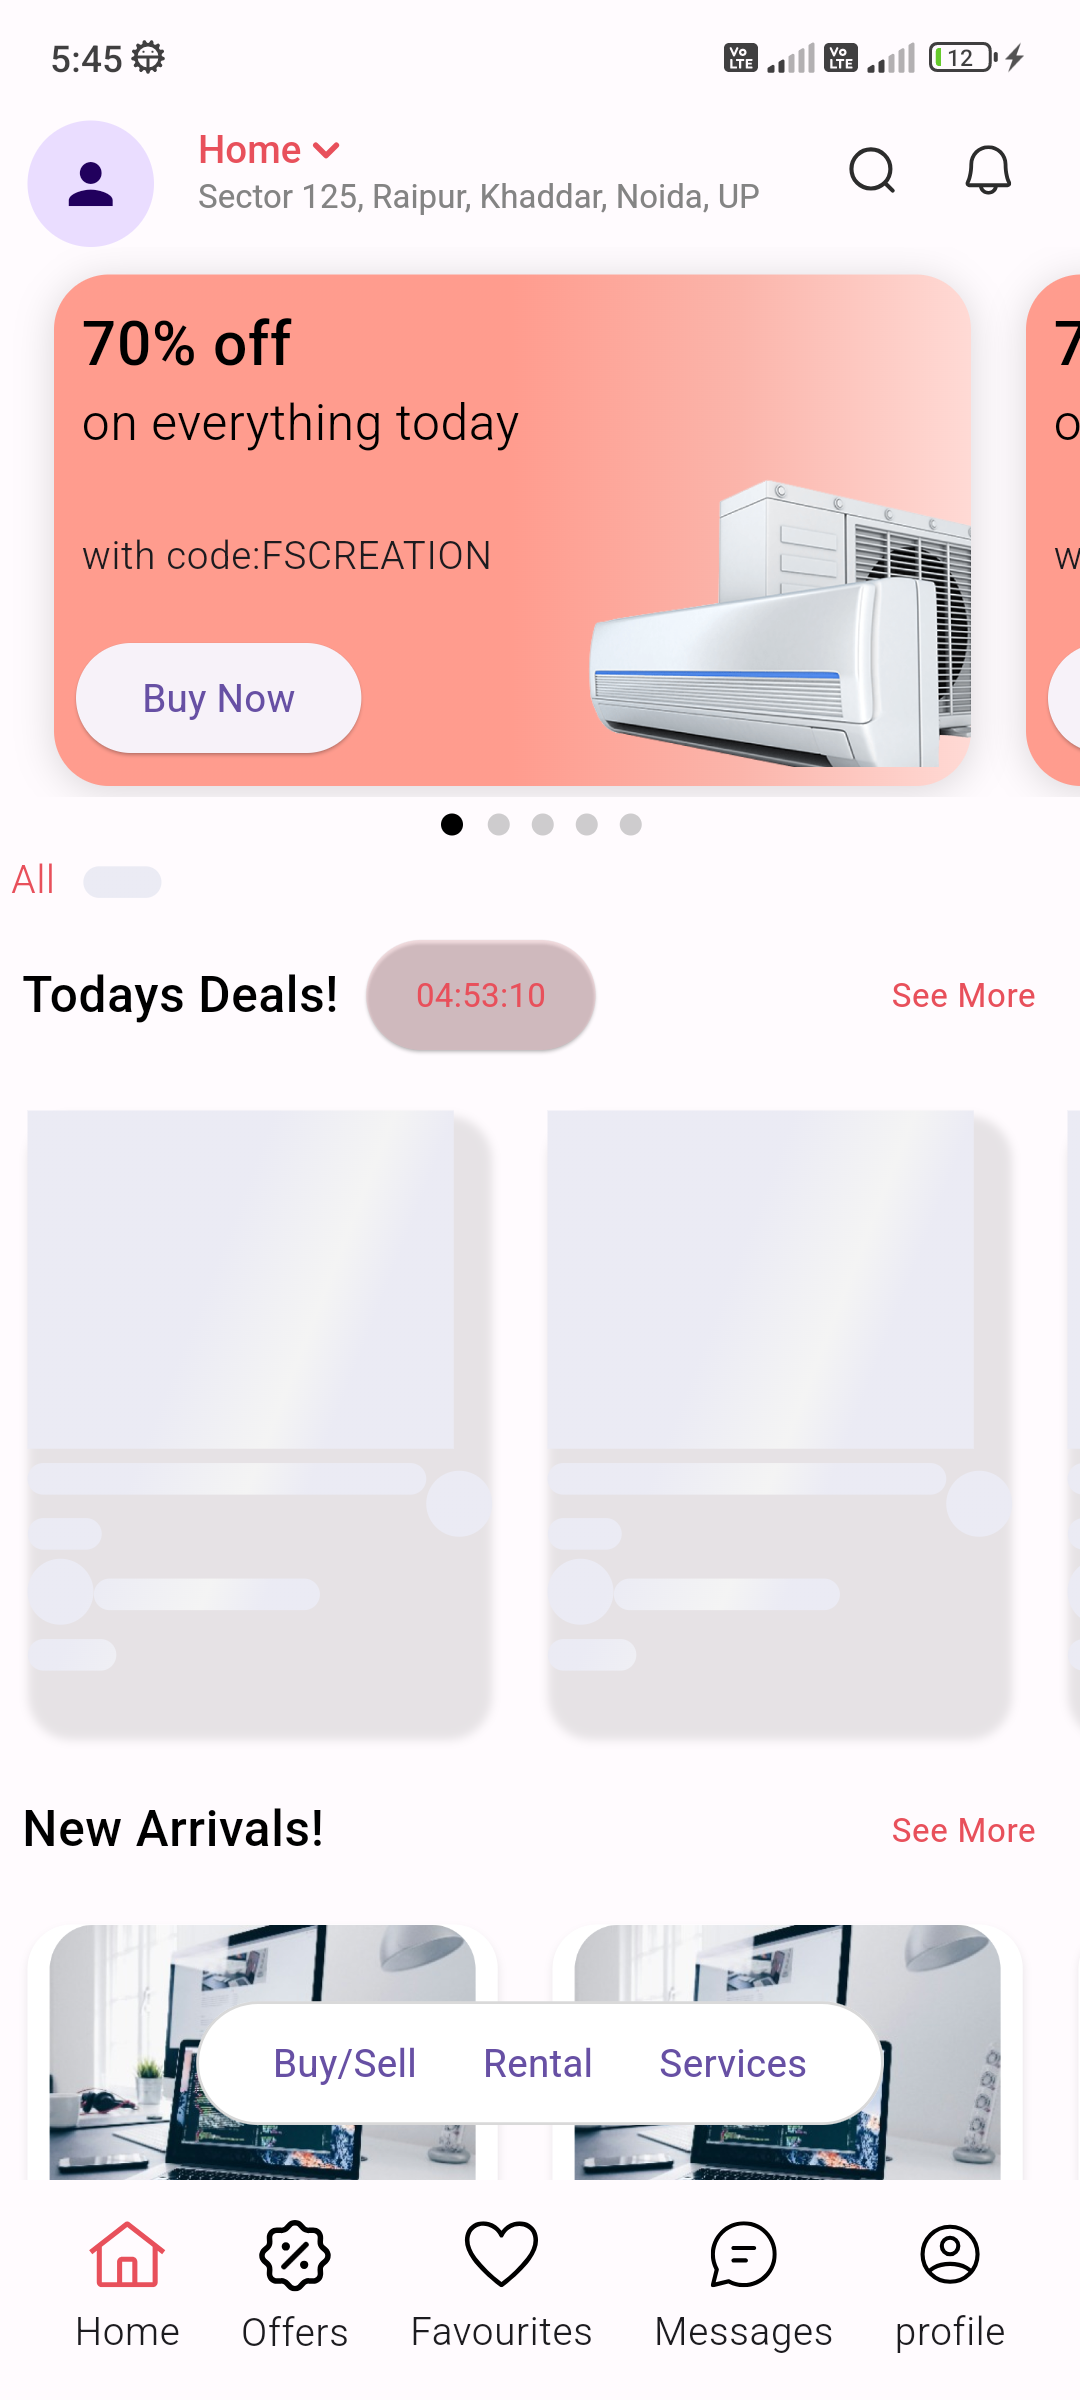 5:45
Vo LTE Vo LTE 12
Home
Sector 125, Raipur, Khaddar, Noida, UP
70% off
on everything today
with code:FSCREATION
Buy Now
All
Todays Deals! 04:53:10 See More
New Arrivals! See More
Buy/Sell Rental Services
Home Offers Favourites Messages profile